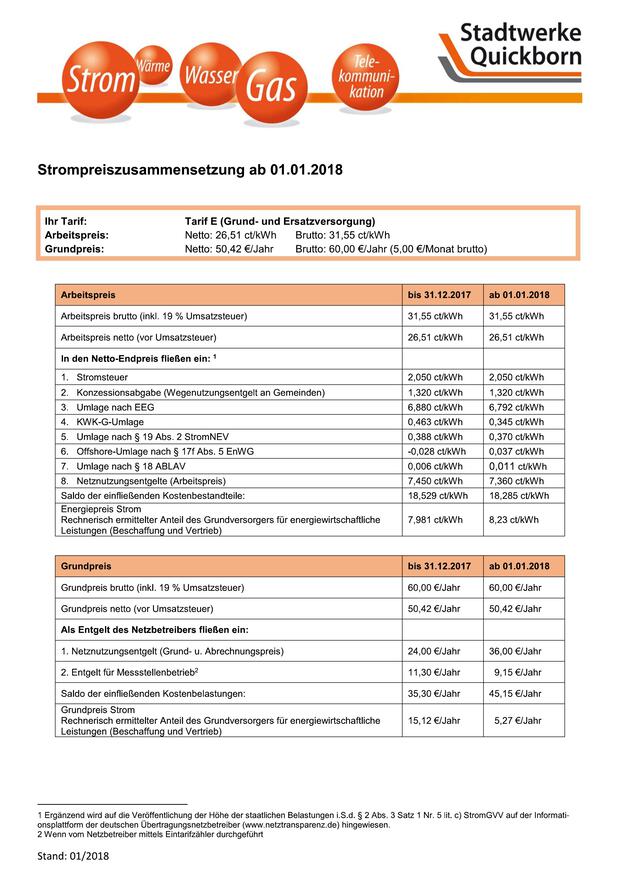 Strom
Wärme
Wasser
Gas
Tele-
kommuni-
kation
Stadtwerke
Quickborn
Strompreiszusammensetzung ab 01.01.2018
Ihr Tarif: Tarif E (Grund- und Ersatzversorgung)
Arbeitspreis: Netto: 26,51 ct/kWh Brutto: 31,55 ct/kWh
Grundpreis: Netto: 50,42 €/Jahr Brutto: 60,00 €/Jahr (5,00 €/Monat brutto)
Arbeitspreis bis 31.12.2017 ab 01.01.2018
Arbeitspreis brutto (inkl. 19 % Umsatzsteuer) 31,55 ct/kWh 31,55 ct/kWh
Arbeitspreis netto (vor Umsatzsteuer) 26,51 ct/kWh 26,51 ct/kWh
In den Netto-Endpreis fließen ein: 1
1. Stromsteuer 2,050 ct/kWh 2,050 ct/kWh
2. Konzessionsabgabe (Wegenutzungsentgelt an Gemeinden) 1,320 ct/kWh 1,320 ct/kWh
3. Umlage nach EEG 6,880 ct/kWh 6,792 ct/kWh
4. KWK-G-Umlage 0,463 ct/kWh 0,345 ct/kWh
5. Umlage nach § 19 Abs. 2 StromNEV 0,388 ct/kWh 0,370 ct/kWh
6. Offshore-Umlage nach § 17f Abs. 5 EnWG -0,028 ct/kWh 0,037 ct/kWh
7. Umlage nach § 18 ABLAV 0,006 ct/kWh 0,011 ct/kWh
8. Netznutzungsentgelte (Arbeitspreis) 7,450 ct/kWh 7,360 ct/kWh
Saldo der einfließenden Kostenbestandteile: 18,529 ct/kWh 18,285 ct/kWh
Energiepreis Strom
Rechnerisch ermittelter Anteil des Grundversorgers für energiewirtschaftliche 7,981 ct/kWh 8,23 ct/kWh
Leistungen (Beschaffung und Vertrieb)
Grundpreis bis 31.12.2017 ab 01.01.2018
Grundpreis brutto (inkl. 19 % Umsatzsteuer) 60,00 €/Jahr 60,00 €/Jahr
Grundpreis netto (vor Umsatzsteuer) 50,42 €/Jahr 50,42 €/Jahr
Als Entgelt des Netzbetreibers fließen ein:
1. Netznutzungsentgelt (Grund- u. Abrechnungspreis) 24,00 €/Jahr 36,00 €/Jahr
2. Entgelt für Messstellenbetrieb2 11,30 €/Jahr 9,15 €/Jahr
Saldo der einfließenden Kostenbelastungen: 35,30 €/Jahr 45,15 €/Jahr
Grundpreis Strom
Rechnerisch ermittelter Anteil des Grundversorgers für energiewirtschaftliche 15,12 €/Jahr 5,27 €/Jahr
Leistungen (Beschaffung und Vertrieb)
1 Ergänzend wird auf die Veröffentlichung der Höhe der staatlichen Belastungen i.S.d. § 2 Abs. 3 Satz 1 Nr. 5 lit. c) StromGVV auf der Informati-
onsplattform der deutschen Übertragungsnetzbetreiber (www.netztransparenz.de) hingewiesen.
2 Wenn vom Netzbetreiber mittels Eintarifzähler durchgeführt
Stand: 01/2018